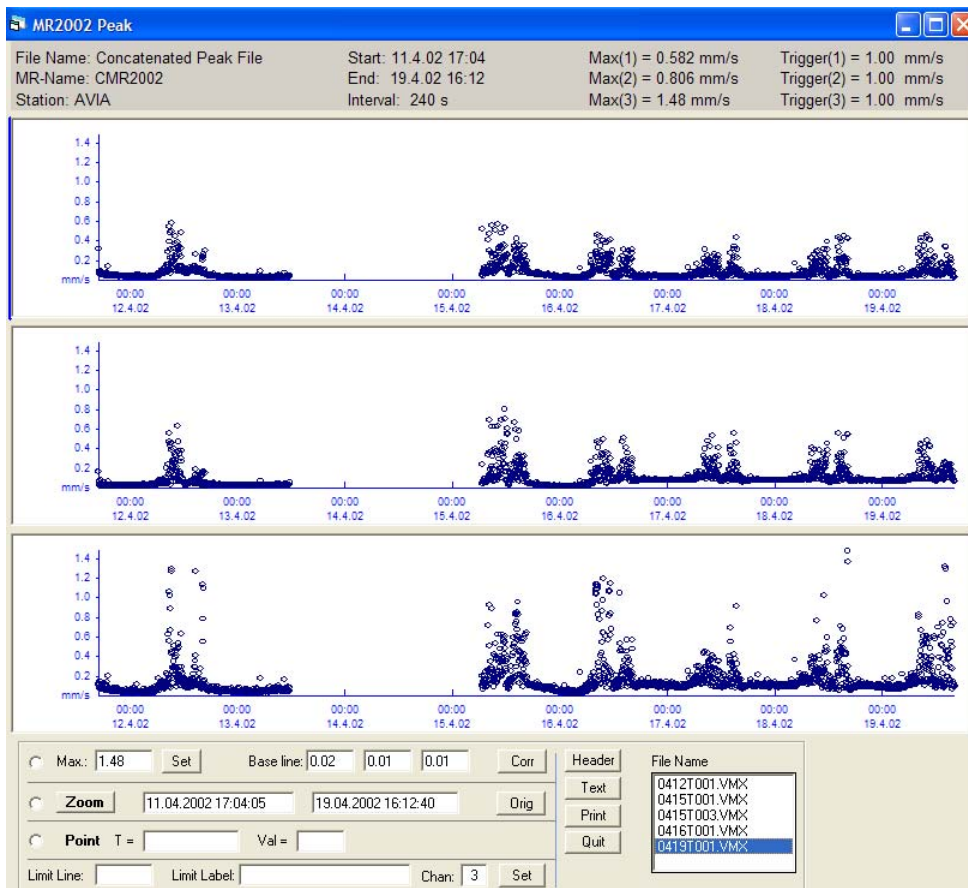 MR2002 Peak
File Name: Concatenated Peak File Start: 11.4.02 17:04 Max(1) = 0.582 mm/s Trigger(1) = 1.00 mm/s
MR-Name: CMR2002 End: 19.4.02 16:12 Max(2) = 0.806 mm/s Trigger(2) = 1.00 mm/s
Station: AVIA Interval: 240 s Max(3) = 1.48 mm/s Trigger(3) = 1.00 mm/s
1.4
1.2
1.0
0.8
0.6
0.4
0.2
mm/s
00:00 00:00 00:00 00:00 00:00 00:00 00:00 00:00
12.4.02 13.4.02 14.4.02 15.4.02 16.4.02 17.4.02 18.4.02 19.4.02
1.4
1.2
1.0
0.8
0.6
0.4
0.2
mm/s
00:00 00:00 00:00 00:00 00:00 00:00 00:00 00:00
12.4.02 13.4.02 14.4.02 15.4.02 16.4.02 17.4.02 18.4.02 19.4.02
1.4
1.2
1.0
0.8
0.6
0.4
0.2
mm/s
00:00 00:00 00:00 00:00 00:00 00:00 00:00 00:00
12.4.02 13.4.02 14.4.02 15.4.02 16.4.02 17.4.02 18.4.02 19.4.02
Max.: 1.48 Set Base line: 0.02 0.01 0.01 Corr
Zoom 11.04.2002 17:04:05 19.04.2002 16:12:40 Orig
Point T = Val =
Limit Line: Limit Label: Chan: 3 Set
Header
Text
Print
Quit
File Name
0412T001.VMX
0415T001.VMX
0415T003.VMX
0416T001.VMX
0419T001.VMX